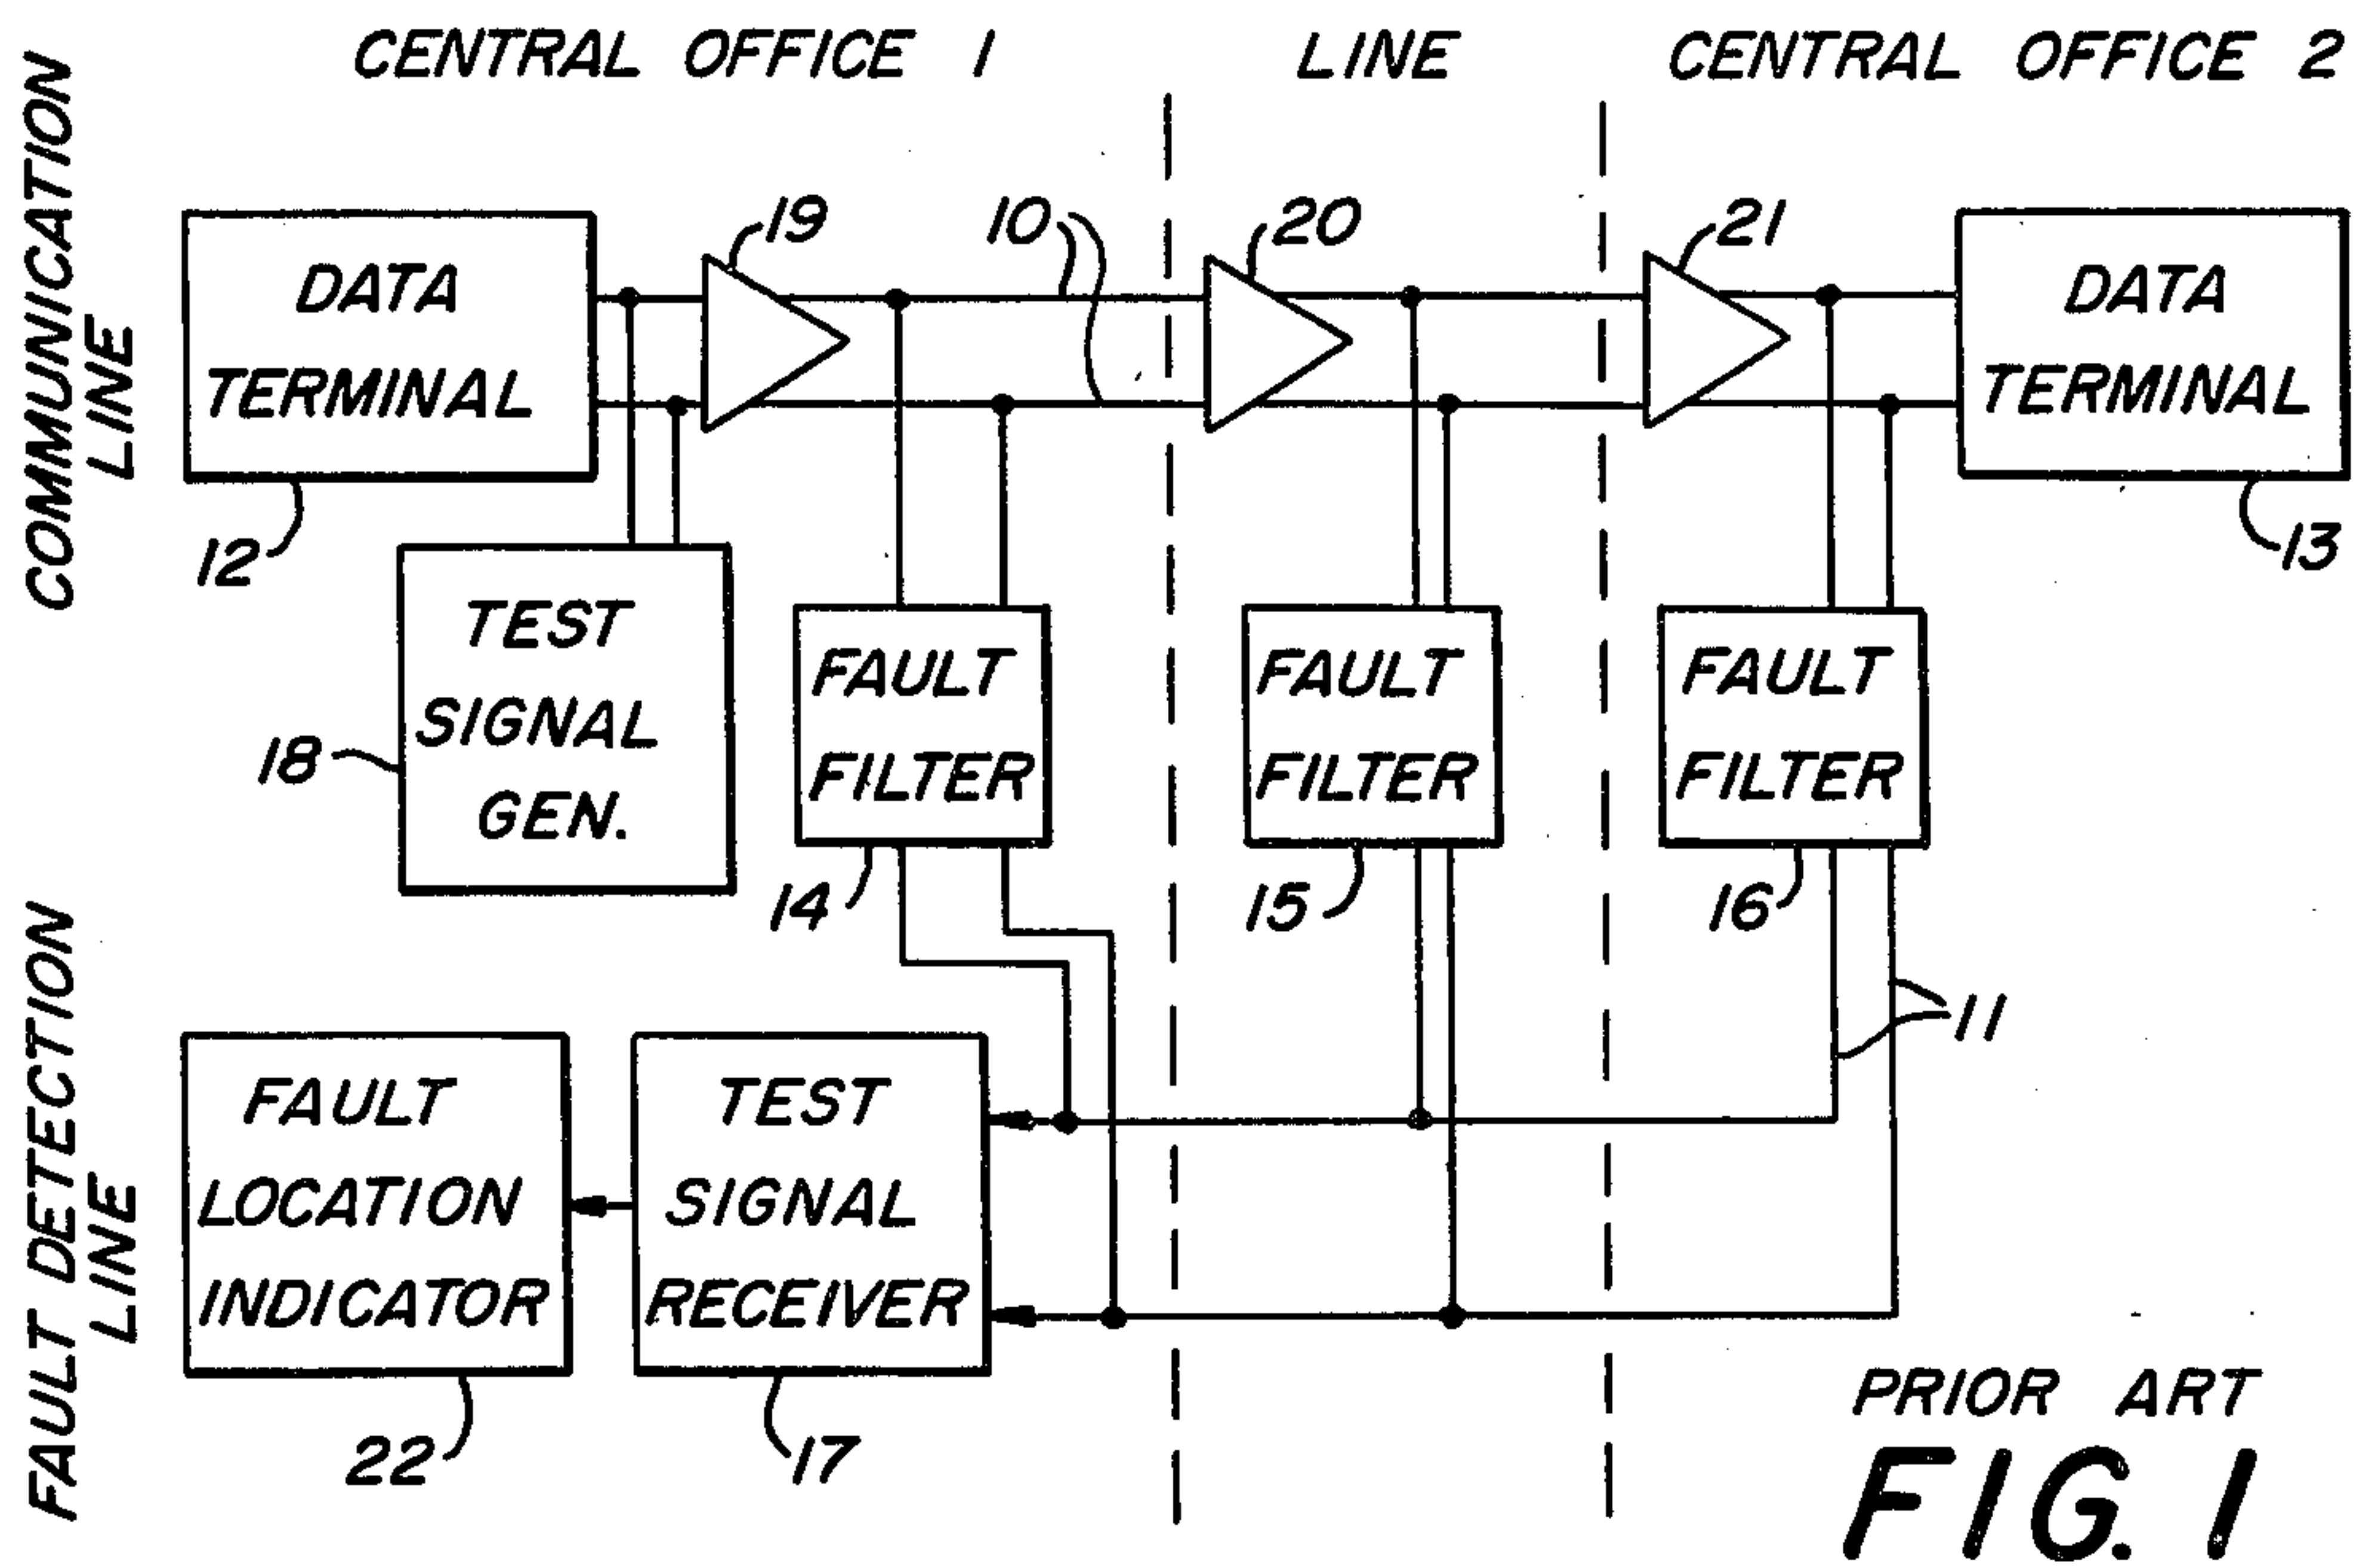 CENTRAL OFFICE 1
LINE
CENTRAL OFFICE 2
COMMUNICATION
LINE
19
10
20
21
DATA
TERMINAL
DATA
TERMINAL
12
13
TEST
SIGNAL
GEN.
18
FAULT
FILTER
14
FAULT
FILTER
15
FAULT
FILTER
16
11
FAULT DETECTION
LINE
FAULT
LOCATION
INDICATOR
22
TEST
SIGNAL
RECEIVER
17
PRIOR ART
FIG. 1